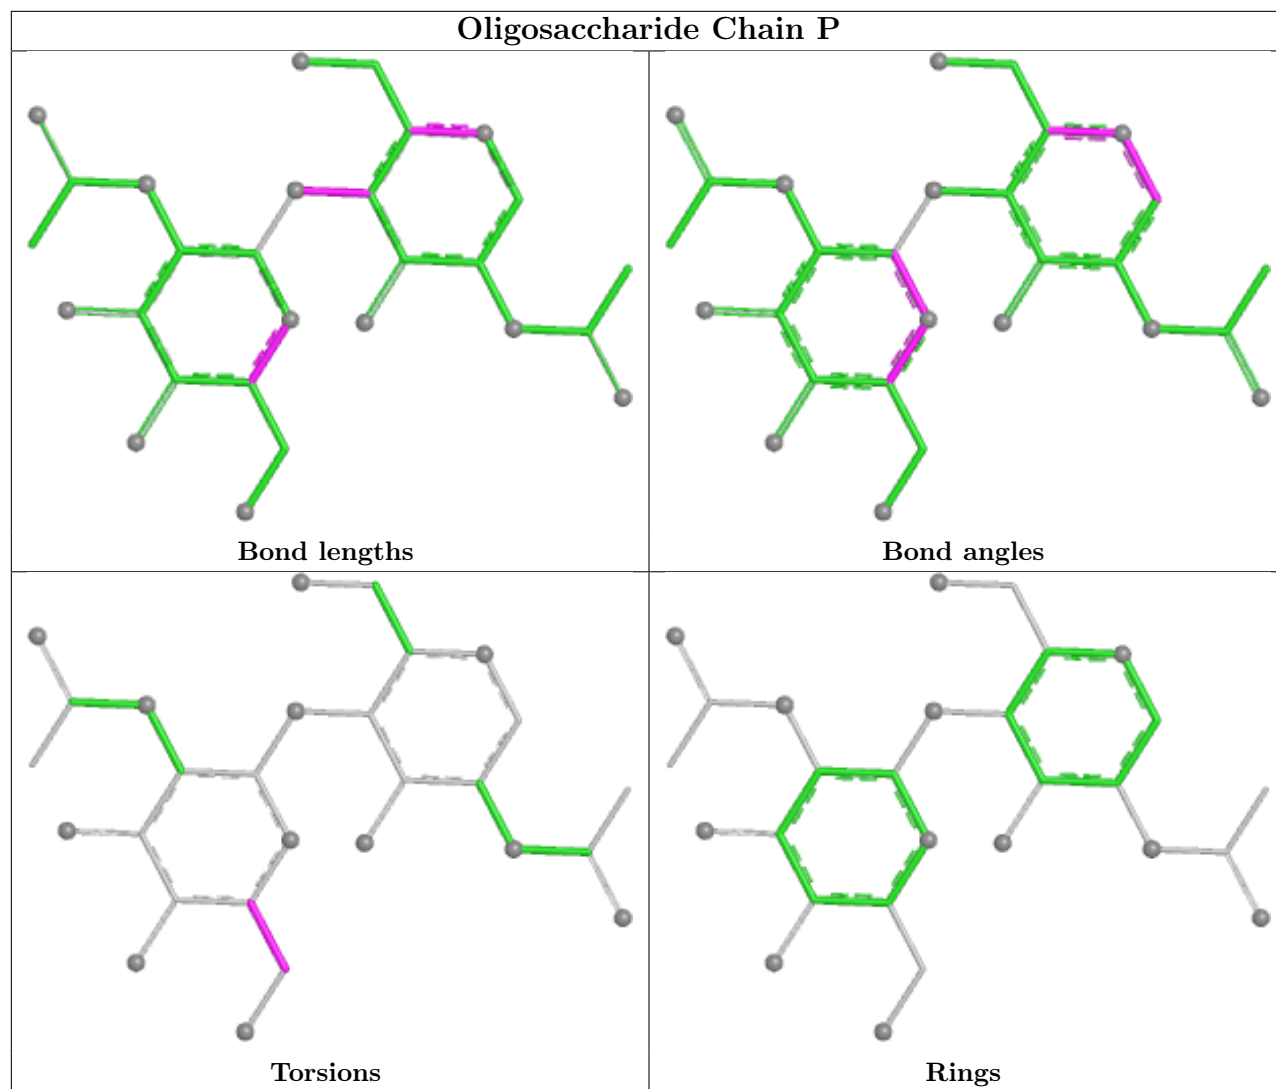 Oligosaccharide Chain P
Bond lengths
Bond angles
Torsions
Rings